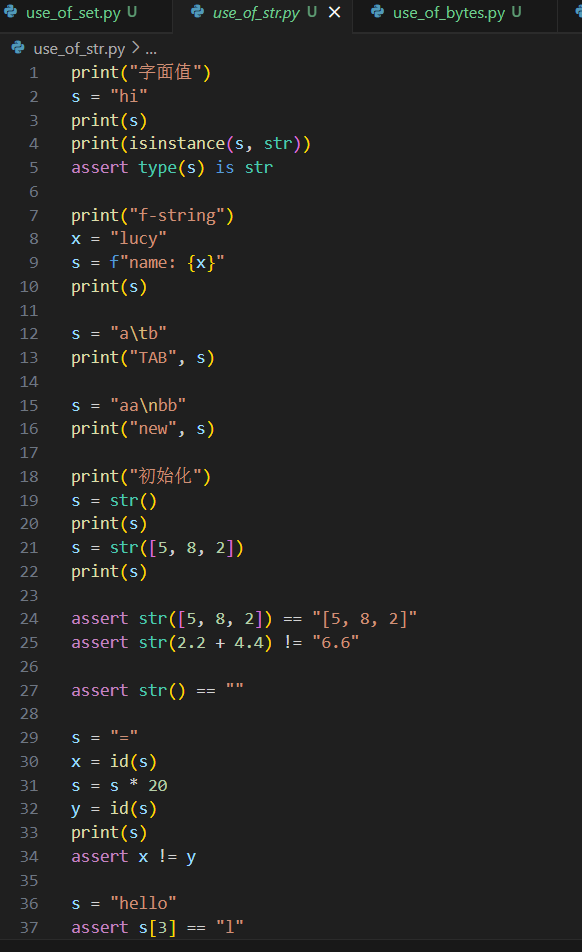 use_of_set.py U use_of_str.py U × use_of_bytes.py U
use_of_str.py > ...
1 print("字面值")
2 s = "hi"
3 print(s)
4 print(isinstance(s, str))
5 assert type(s) is str
6
7 print("f-string")
8 x = "lucy"
9 s = f"name: {x}"
10 print(s)
11
12 s = "a\tb"
13 print("TAB", s)
14
15 s = "aa\nbb"
16 print("new", s)
17
18 print("初始化")
19 s = str()
20 print(s)
21 s = str([5, 8, 2])
22 print(s)
23
24 assert str([5, 8, 2]) == "[5, 8, 2]"
25 assert str(2.2 + 4.4) != "6.6"
26
27 assert str() == ""
28
29 s = "="
30 x = id(s)
31 s = s * 20
32 y = id(s)
33 print(s)
34 assert x != y
35
36 s = "hello"
37 assert s[3] == "l"